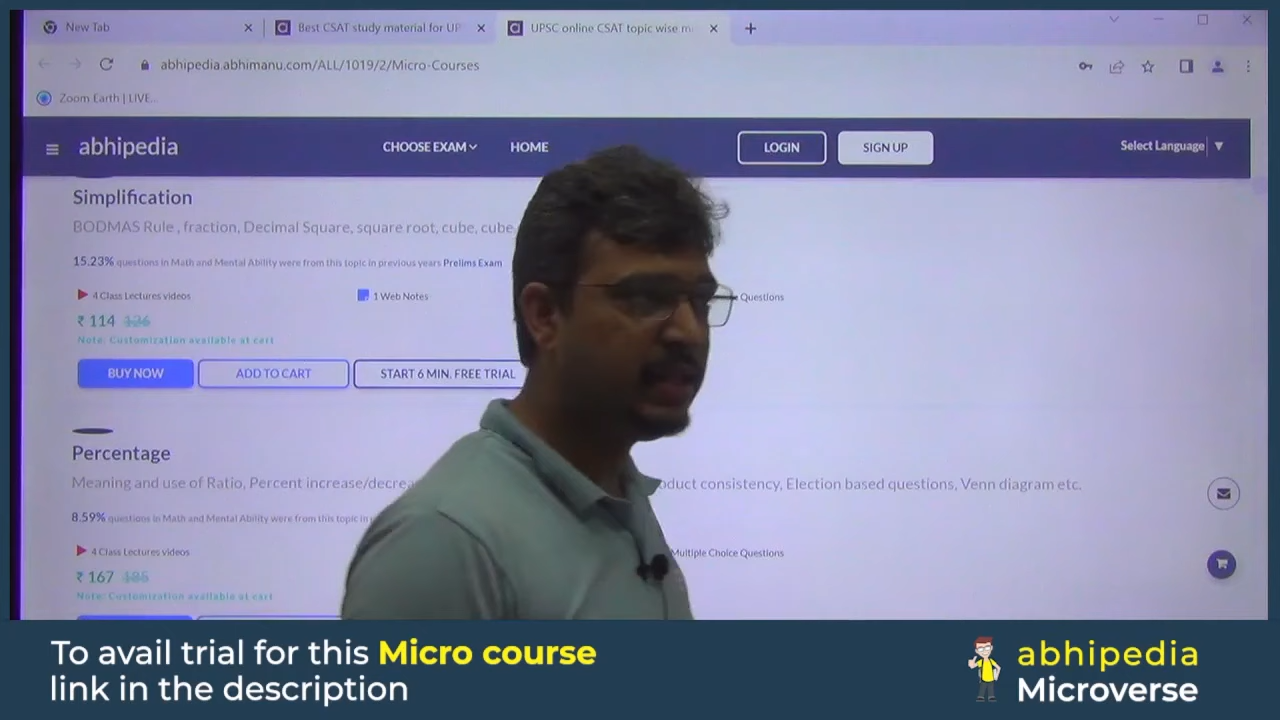 New Tab
Best CSAT study material for UP
UPSC online CSAT topic wise m
abhipedia.abhimanu.com/ALL/1019/2/Micro-Courses
Zoom Earth | LIVE...
abhipedia
CHOOSE EXAM
HOME
LOGIN
SIGN UP
Select Language
Simplification
BODMAS Rule , fraction, Decimal Square, square root, cube, cube
15.23% questions in Math and Mental Ability were from this topic in previous years Prelims Exam
4 Class Lectures videos
1 Web Notes
Questions
₹ 114 126
Note: Customization available at cart
BUY NOW
ADD TO CART
START 6 MIN. FREE TRIAL
Percentage
Meaning and use of Ratio, Percent increase/decrea
oduct consistency, Election based questions, Venn diagram etc.
8.59% questions in Math and Mental Ability were from this topic in
4 Class Lectures videos
Multiple Choice Questions
₹ 167 185
Note: Customization available at cart
To avail trial for this Micro course
link in the description
abhipedia
Microverse